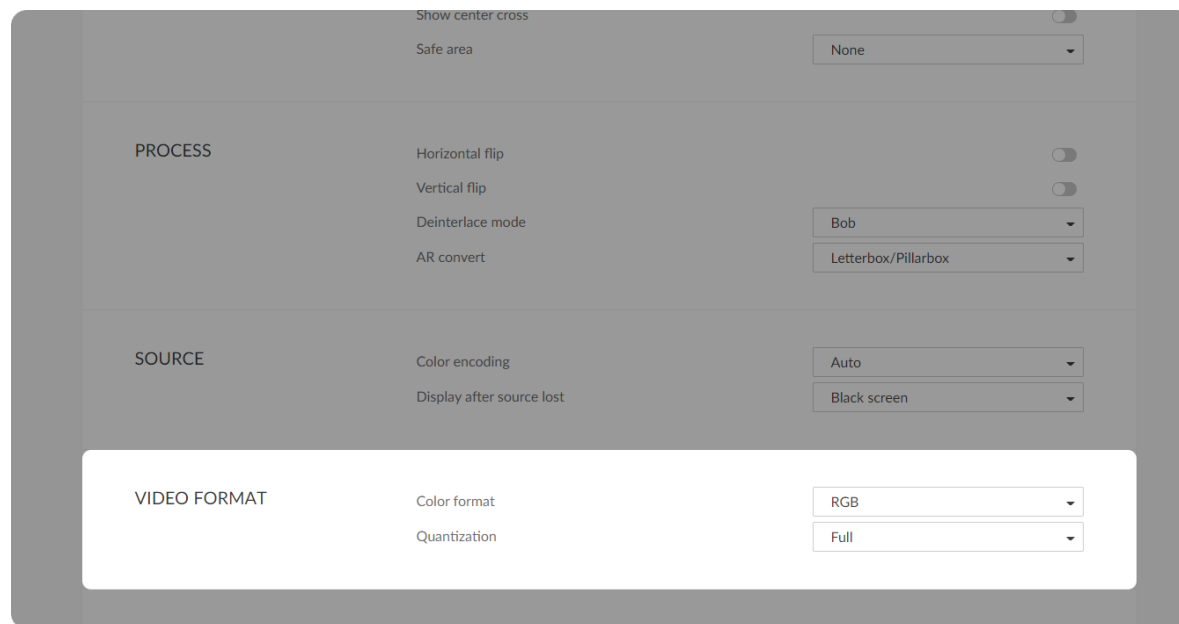 Show center cross
Safe area None
PROCESS Horizontal flip
Vertical flip
Deinterlace mode Bob
AR convert Letterbox/Pillarbox
SOURCE Color encoding Auto
Display after source lost Black screen
VIDEO FORMAT Color format RGB
Quantization Full